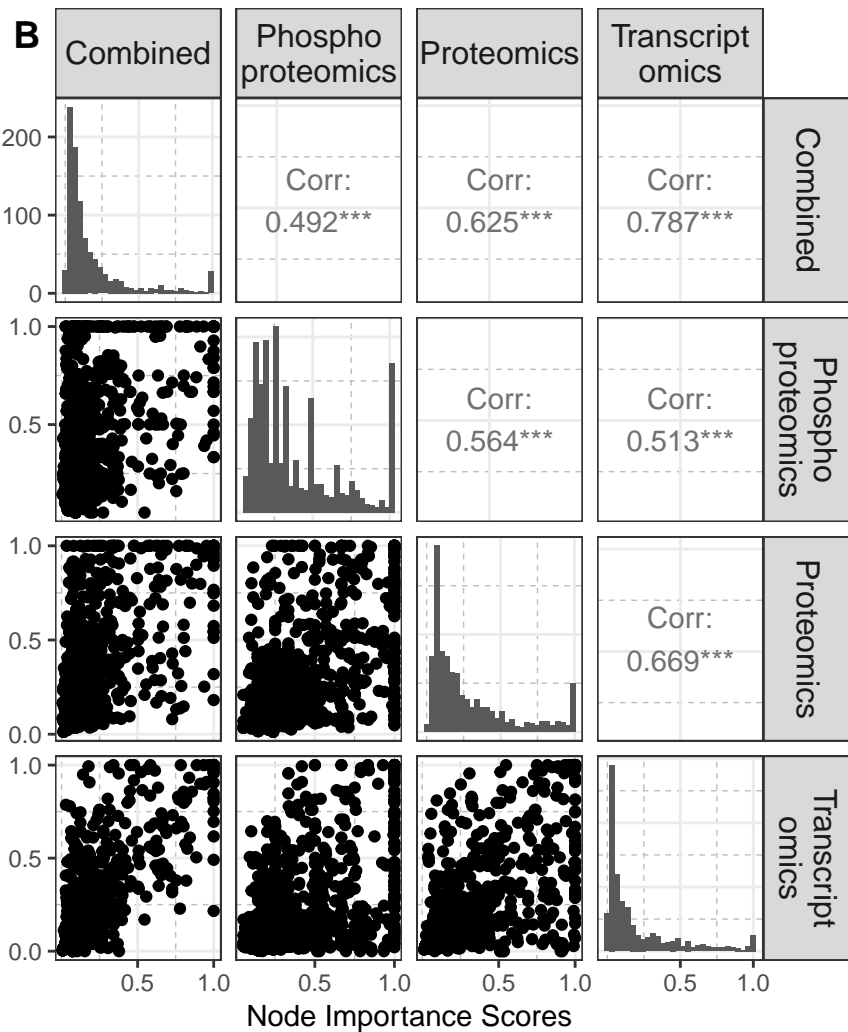 B
Combined
Phospho
proteomics
Proteomics
Transcript
omics
200
100
0
Corr:
0.492***
Corr:
0.625***
Corr:
0.787***
Combined
1.0
0.5
Corr:
0.564***
Corr:
0.513***
Phospho
proteomics
1.0
0.5
0.0
Corr:
0.669***
Proteomics
1.0
0.5
0.0
Transcript
omics
0.5 1.0
0.5 1.0
0.5 1.0
0.5 1.0
Node Importance Scores